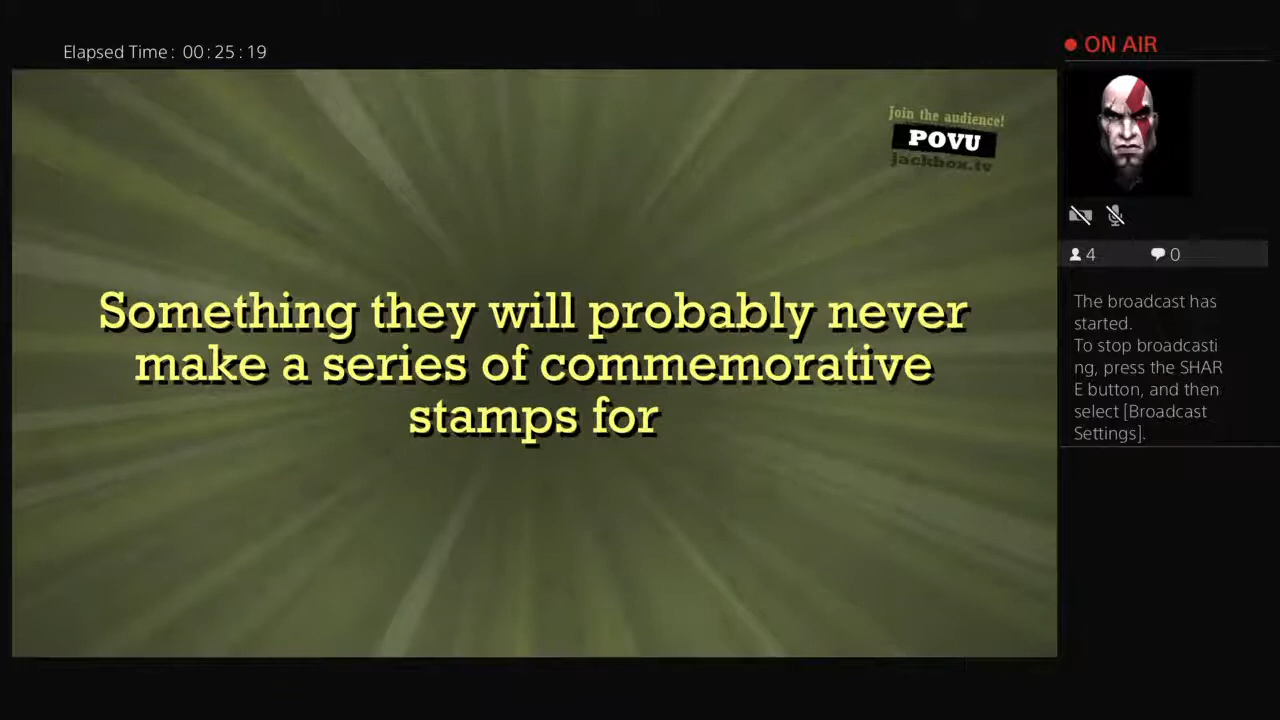 Elapsed Time: 00:25:19
ON AIR
Join the audience!
POVU
jackbox.tv
4 0
Something they will probably never
make a series of commemorative
stamps for
The broadcast has
started.
To stop broadcasti
ng, press the SHAR
E button, and then
select [Broadcast
Settings].